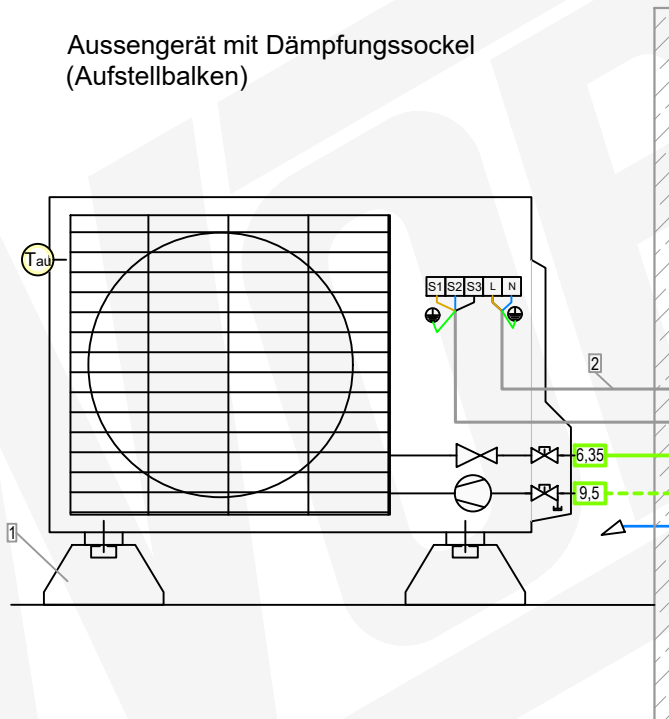 Aussengerät mit Dämpfungssockel
(Aufstellbalken)
Tau
S1 S2 S3 L N
2
6,35
9,5
1